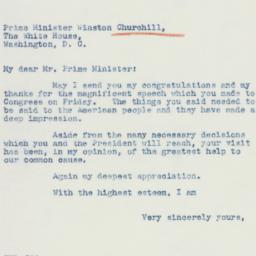 Prime Minister Winston Churchill,
The White House,
Washington, D. C.
My dear Mr. Prime Minister:
May I send you my congratulations and my
thanks for the magnificent speech which you made to
Congress on Friday. The things you said needed to
be said to the American people and they have made a
deep impression.
Aside from the many necessary decisions
which you and the President will reach, your visit
has been, in my opinion, of the greatest help to
our common cause.
Again my deepest appreciation.
With the highest esteem, I am
Very sincerely yours,